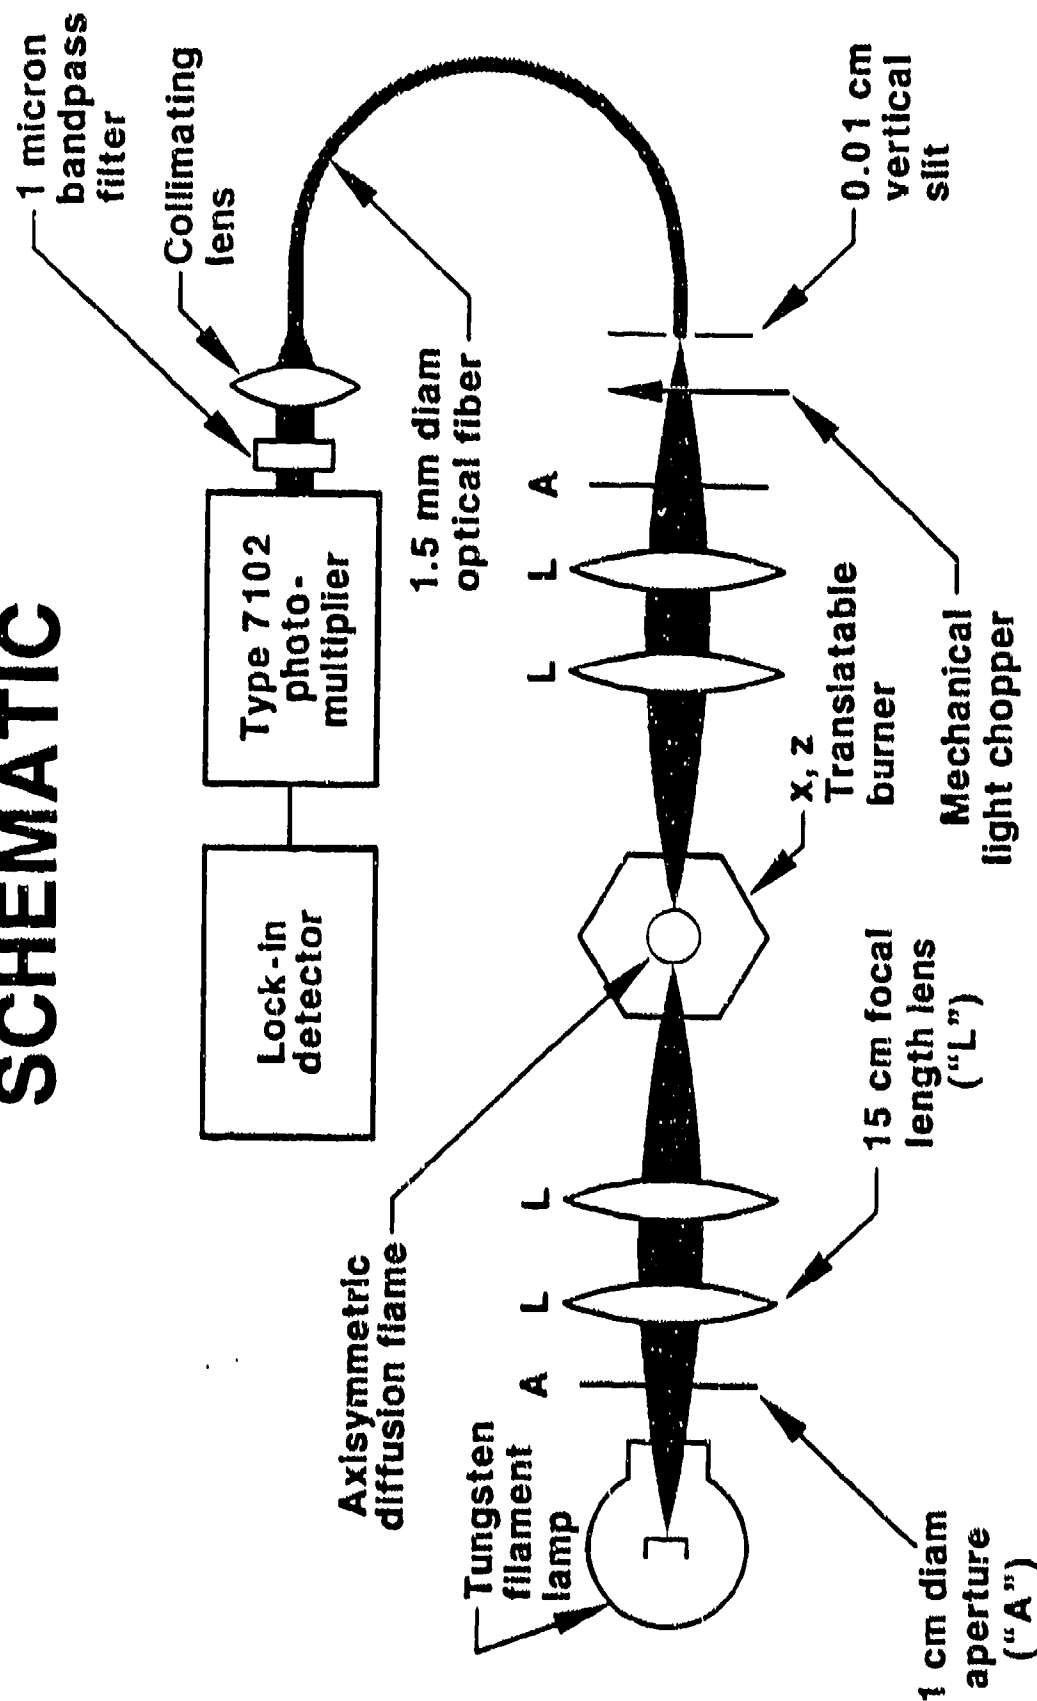 SCHEMATIC
Lock-in
detector
Type 7102
photo-
multiplier
1 micron
bandpass
filter
Collimating
lens
1.5 mm diam
optical fiber
Axisymmetric
diffusion flame
Tungsten
filament
lamp
A
L
L
L
L
A
1 cm diam
aperture
("A")
15 cm focal
length lens
("L")
x, z
Translatable
burner
Mechanical
light chopper
0.01 cm
vertical
slit